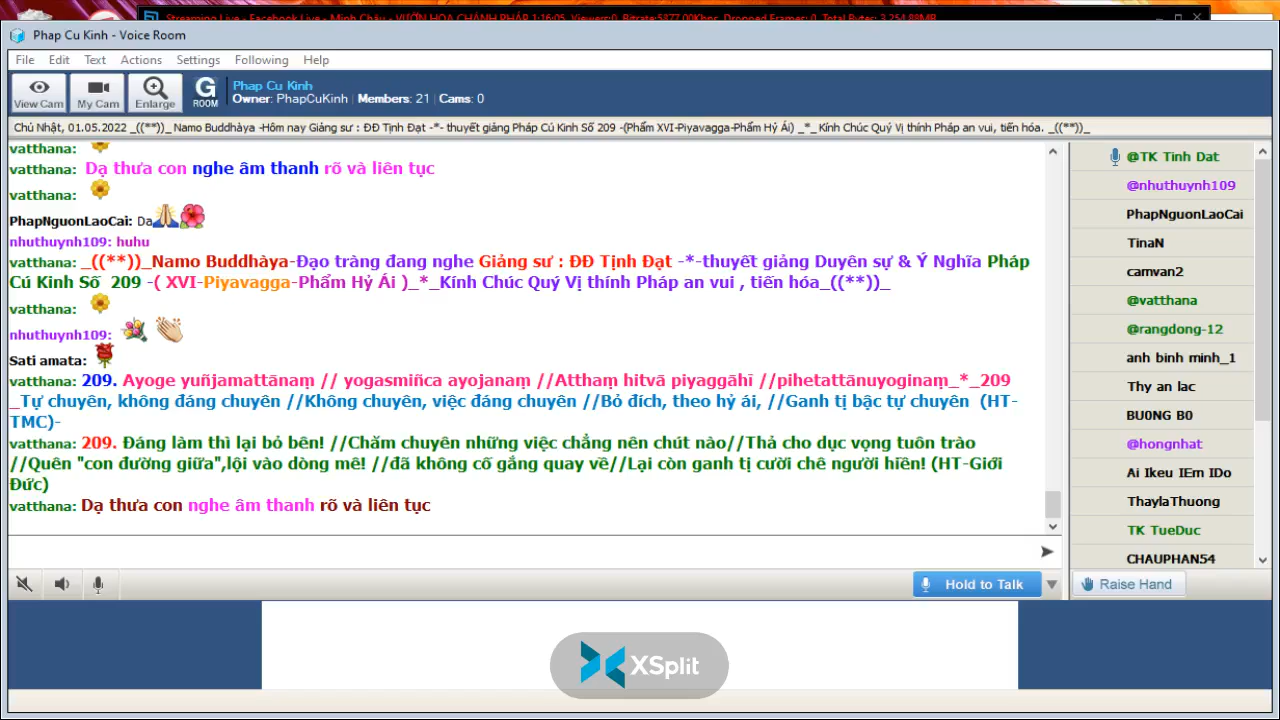 Streaming Live - Facebook Live - Minh Châu - VƯỜN HOA CHÁNH PHÁP 1:16:05 Viewers:0 Bitrate:5877.00Kbps Dropped Frames:0 Total Bytes:3,254.89MB
Phap Cu Kinh - Voice Room
File Edit Text Actions Settings Following Help
View Cam My Cam Enlarge G ROOM
Phap Cu Kinh
Owner: PhapCuKinh | Members: 21 | Cams: 0
Chủ Nhật, 01.05.2022 _((**))_ Namo Buddhàya -Hôm nay Giảng sư : ĐĐ Tịnh Đạt -*- thuyết giảng Pháp Cú Kinh Số 209 -(Phẩm XVI-Piyavagga-Phẩm Hỷ Ái) _*_ Kính Chúc Quý Vị thính Pháp an vui, tiến hóa. _((**))_
vatthana:
vatthana: Dạ thưa con nghe âm thanh rõ và liên tục
vatthana:
PhapNguonLaoCai: Da
nhuthuynh109: huhu
vatthana: _((**))_Namo Buddhàya-Đạo tràng đang nghe Giảng sư : ĐĐ Tịnh Đạt -*-thuyết giảng Duyên sự & Ý Nghĩa Pháp
Cú Kinh Số 209 -( XVI-Piyavagga-Phẩm Hỷ Ái )_*_Kính Chúc Quý Vị thính Pháp an vui , tiến hóa_((**))_
vatthana:
nhuthuynh109:
Sati amata:
vatthana: 209. Ayoge yuñjamattānaṃ // yogasmiñca ayojanaṃ //Atthaṃ hitvā piyaggāhī //pihetattānuyoginaṃ_*_209
_Tự chuyên, không đáng chuyên //Không chuyên, việc đáng chuyên //Bỏ đích, theo hỷ ái, //Ganh tị bậc tự chuyên (HT-
TMC)-
vatthana: 209. Đáng làm thì lại bỏ bên! //Chăm chuyên những việc chẳng nên chút nào//Thả cho dục vọng tuôn trào
//Quên "con đường giữa",lội vào dòng mê! //đã không cố gắng quay về//Lại còn ganh tị cười chê người hiền! (HT-Giới
Đức)
vatthana: Dạ thưa con nghe âm thanh rõ và liên tục
@TK Tinh Dat
@nhuthuynh109
PhapNguonLaoCai
TinaN
camvan2
@vatthana
@rangdong-12
anh binh minh_1
Thy an lac
BU0NG B0
@hongnhat
Ai Ikeu IEm IDo
ThaylaThuong
TK TueDuc
CHAUPHAN54
Hold to Talk
Raise Hand
XSplit